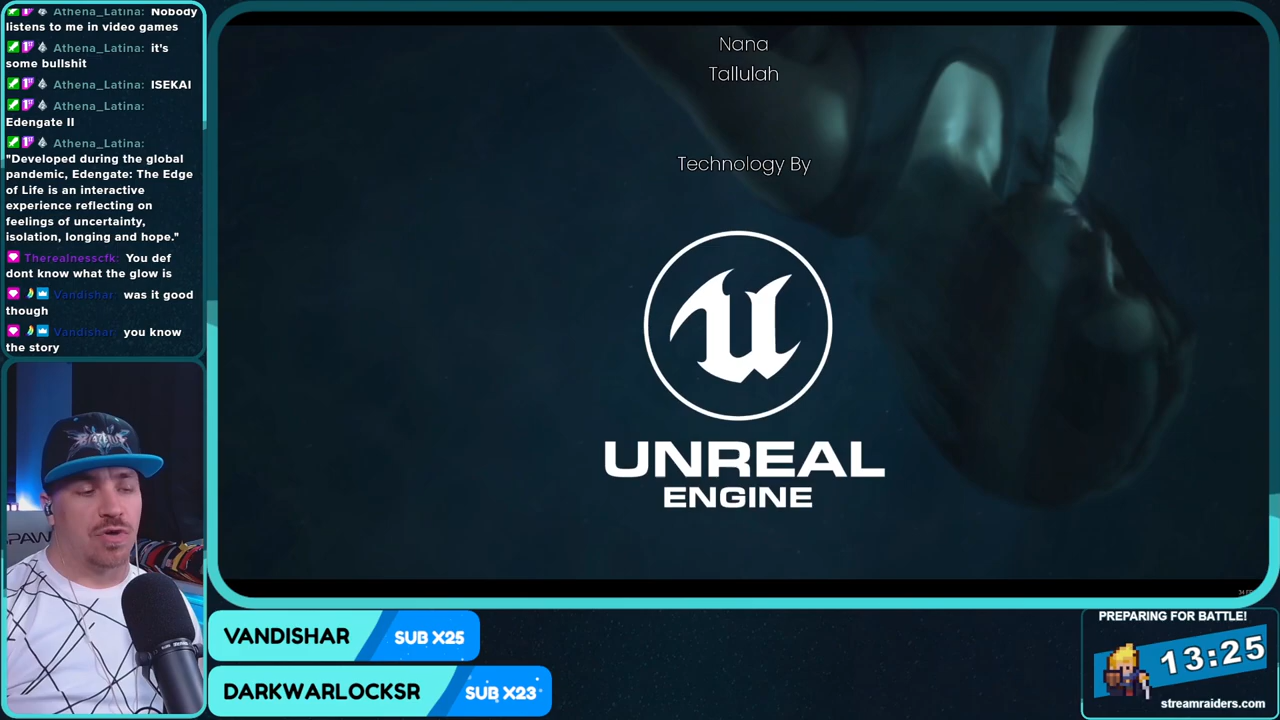 Athena_Latina: Nobody
listens to me in video games
Athena_Latina: it's
some bullshit
Athena_Latina: ISEKAI
Athena_Latina:
Edengate II
Athena_Latina:
"Developed during the global
pandemic, Edengate: The Edge
of Life is an interactive
experience reflecting on
feelings of uncertainty,
isolation, longing and hope."
Therealnesscfk: You def
dont know what the glow is
Vandishar: was it good
though
Vandishar: you know
the story
Nana
Tallulah
Technology By
UNREAL
ENGINE
VANDISHAR SUB X25
DARKWARLOCKSR SUB X23
PREPARING FOR BATTLE!
13:25
streamraiders.com